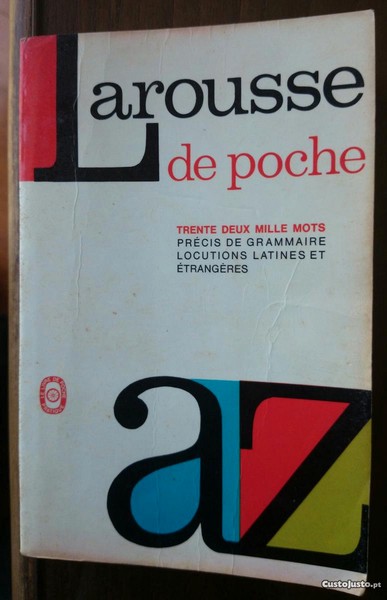 Larousse
de poche
TRENTE DEUX MILLE MOTS
PRÉCIS DE GRAMMAIRE
LOCUTIONS LATINES ET
ÉTRANGÈRES
az
CustoJusto.pt